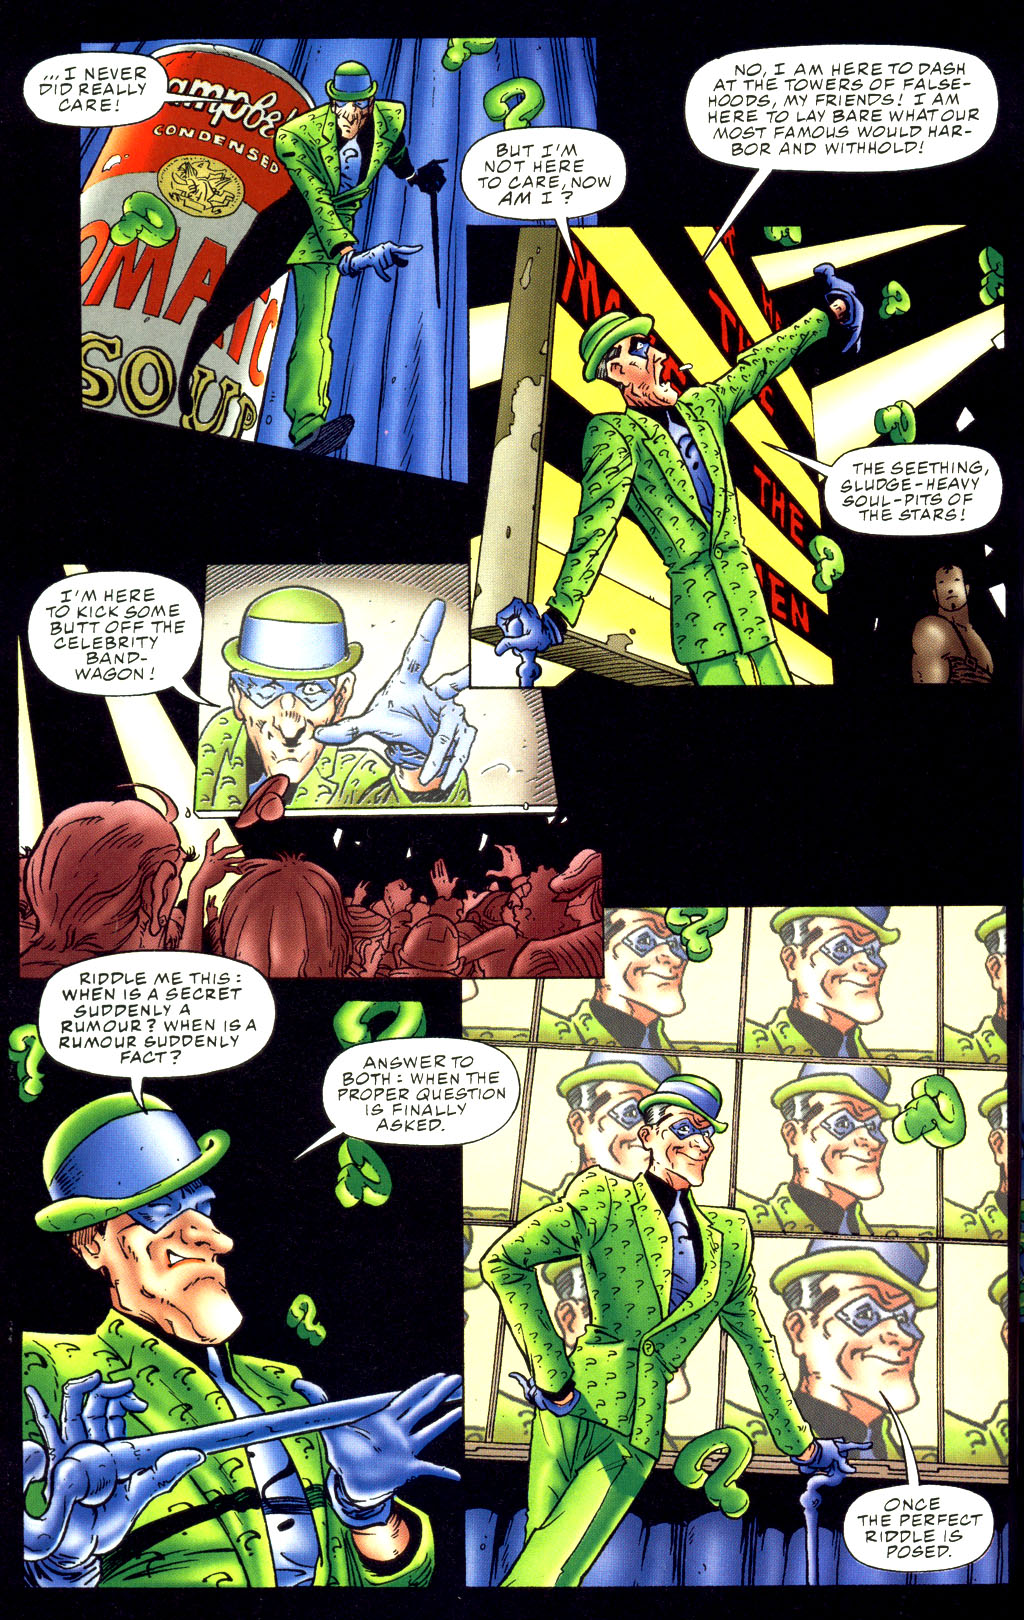 ...I NEVER
DID REALLY
CARE!
Campbe
CONDENSED
OMATO
SOUP
BUT I'M
NOT HERE
TO CARE, NOW
AM I?
NO, I AM HERE TO DASH
AT THE TOWERS OF FALSE-
HOODS, MY FRIENDS! I AM
HERE TO LAY BARE WHAT OUR
MOST FAMOUS WOULD HAR-
BOR AND WITHHOLD!
THE SEETHING,
SLUDGE-HEAVY
SOUL-PITS OF
THE STARS!
THE
I'M HERE
TO KICK SOME
BUTT OFF THE
CELEBRITY
BAND-
WAGON!
RIDDLE ME THIS:
WHEN IS A SECRET
SUDDENLY A
RUMOUR? WHEN IS A
RUMOUR SUDDENLY
FACT?
ANSWER TO
BOTH: WHEN THE
PROPER QUESTION
IS FINALLY
ASKED.
ONCE
THE PERFECT
RIDDLE IS
POSED.